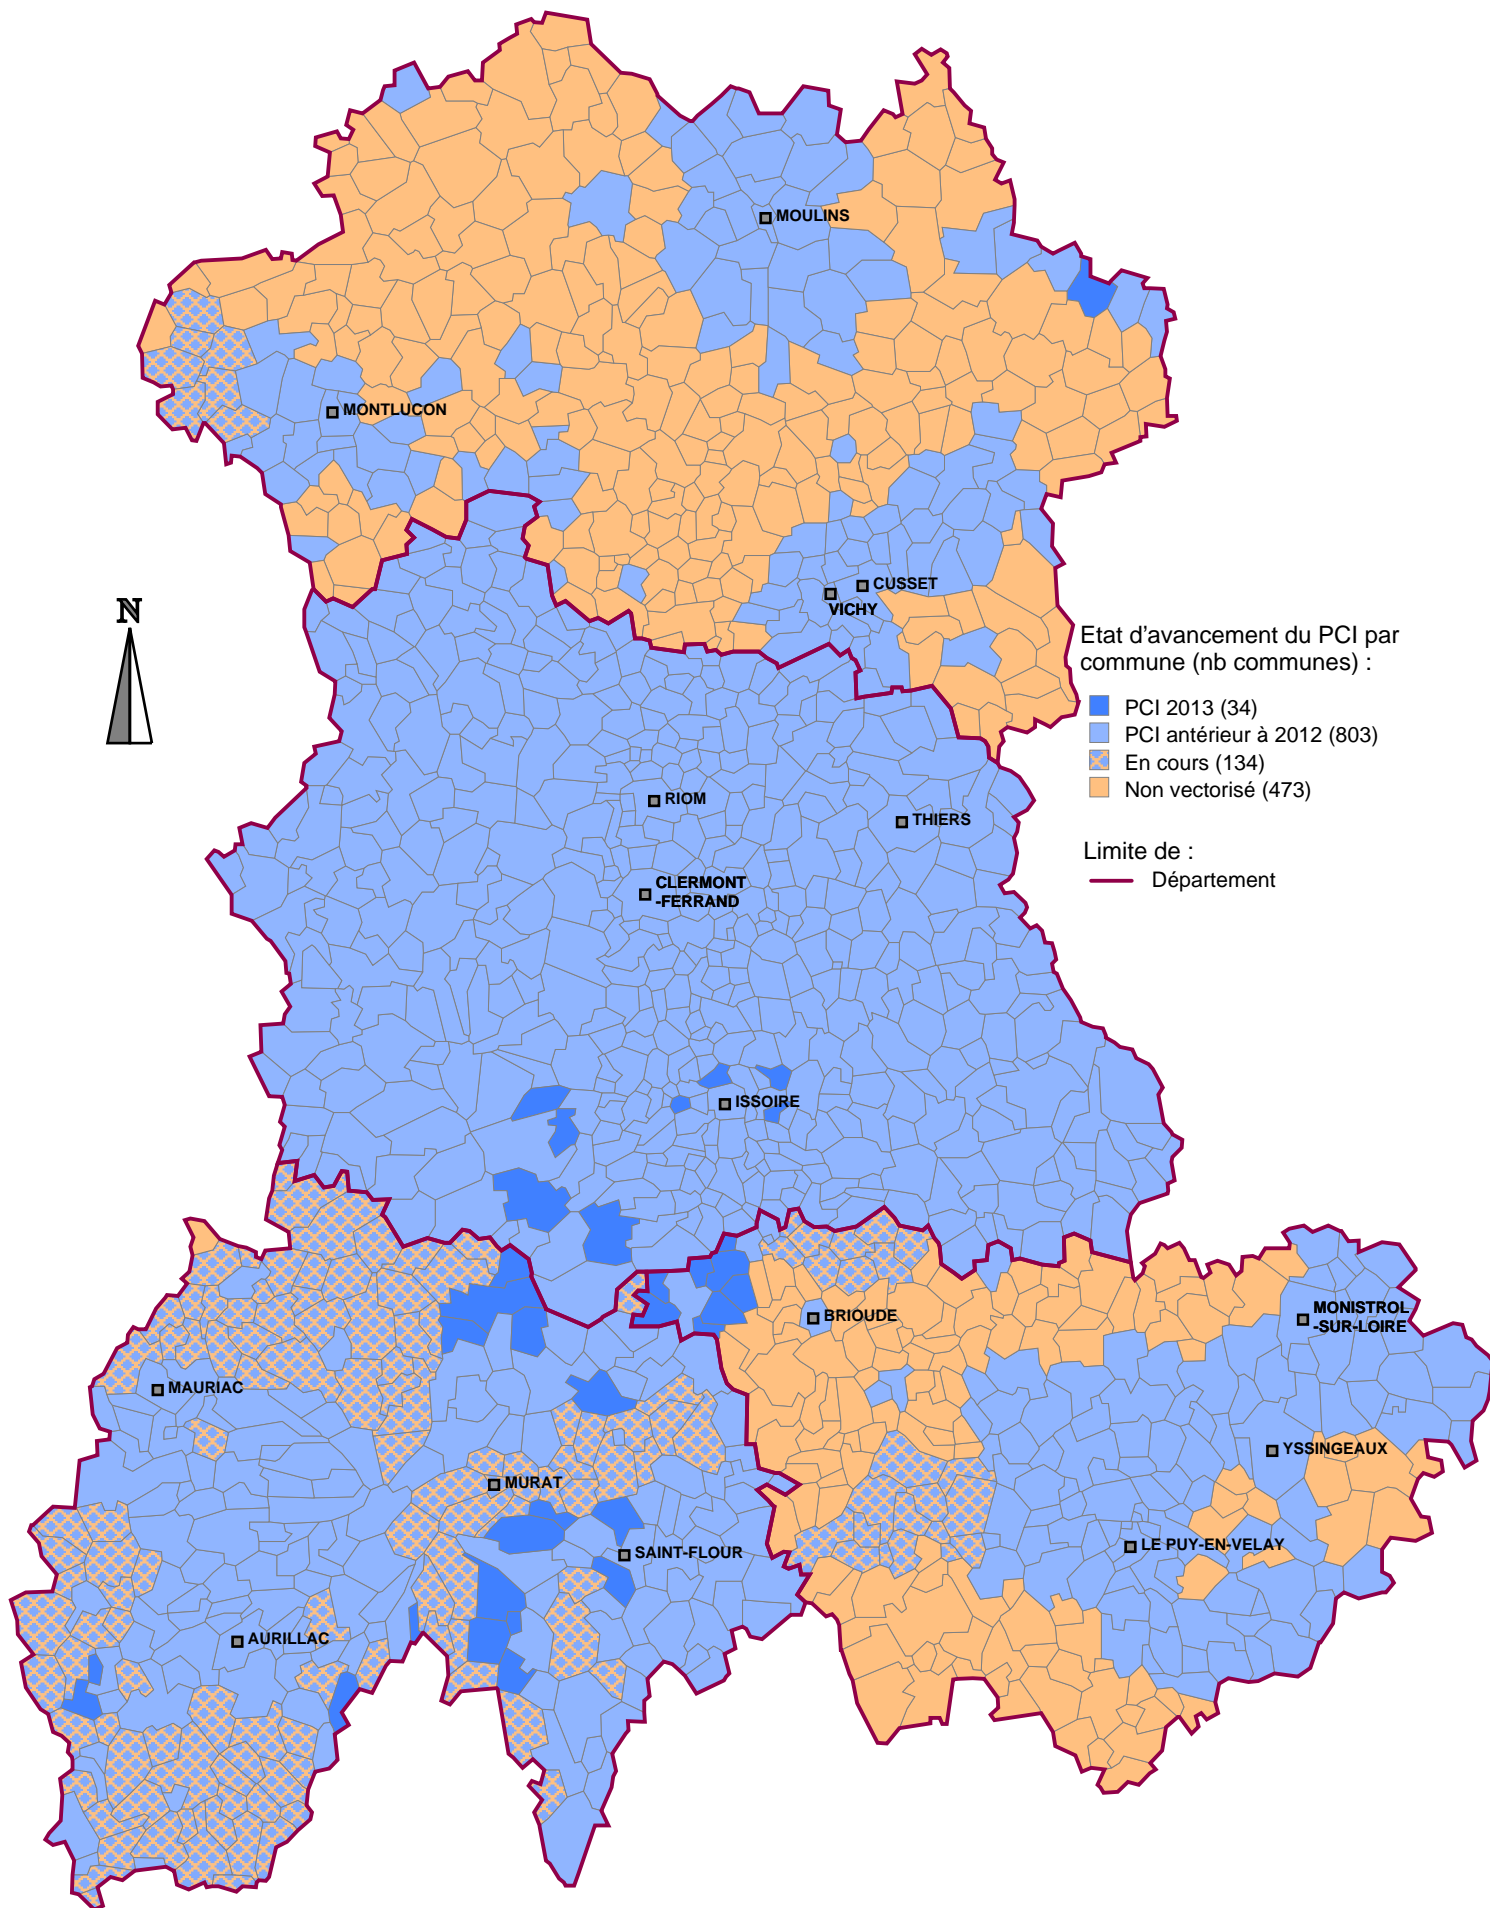 MOULINS
MONTLUCON
CUSSET
VICHY
N
Etat d'avancement du PCI par
commune (nb communes) :
PCI 2013 (34)
PCI antérieur à 2012 (803)
En cours (134)
Non vectorisé (473)
RIOM
THIERS
Limite de :
Département
CLERMONT
-FERRAND
ISSOIRE
BRIOUDE
MONISTROL
-SUR-LOIRE
MAURIAC
YSSINGEAUX
MURAT
SAINT-FLOUR
LE PUY-EN-VELAY
AURILLAC